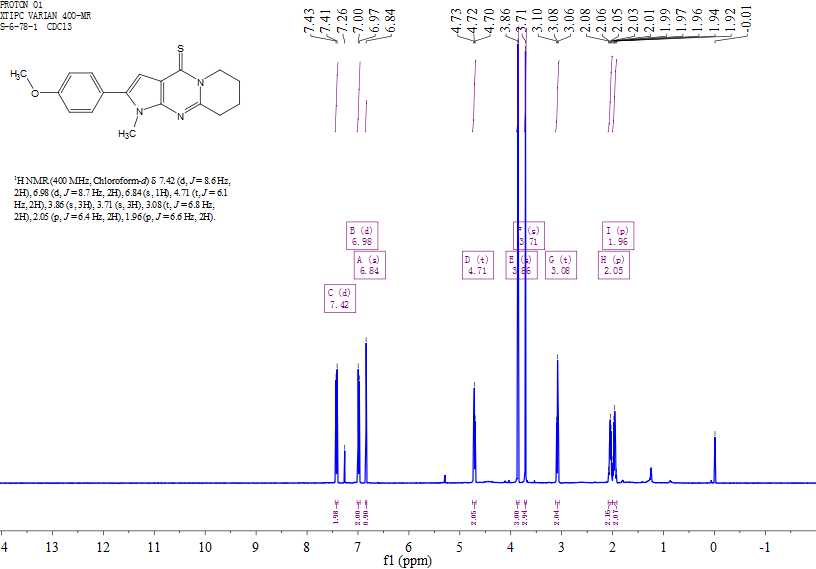 PROTON 01
XTIPC VARIAN 400-MR
S-6-78-1 CDCl3
7.43
7.41
7.26
7.00
6.97
6.84
4.73
4.72
4.70
3.86
3.71
3.10
3.08
3.06
2.08
2.06
2.05
2.03
2.01
1.99
1.97
1.96
1.94
1.92
-0.01
S
H₃C
O
N
N
N
H₃C
¹H NMR (400 MHz, Chloroform-d) δ 7.42 (d, J = 8.6 Hz,
2H), 6.98 (d, J = 8.7 Hz, 2H), 6.84 (s, 1H), 4.71 (t, J = 6.1
Hz, 2H), 3.86 (s, 3H), 3.71 (s, 3H), 3.08 (t, J = 6.8 Hz,
2H), 2.05 (p, J = 6.4 Hz, 2H), 1.96 (p, J = 6.6 Hz, 2H).
B (d)
6.98
F (s)
3.71
I (p)
1.96
A (s)
6.84
D (t)
4.71
E (s)
3.86
G (t)
3.08
H (p)
2.05
C (d)
7.42
1.98
2.00
0.90
2.05
3.00
2.94
2.04
2.07
4 13 12 11 10 9 8 7 6 5 4 3 2 1 0 -1
f1 (ppm)